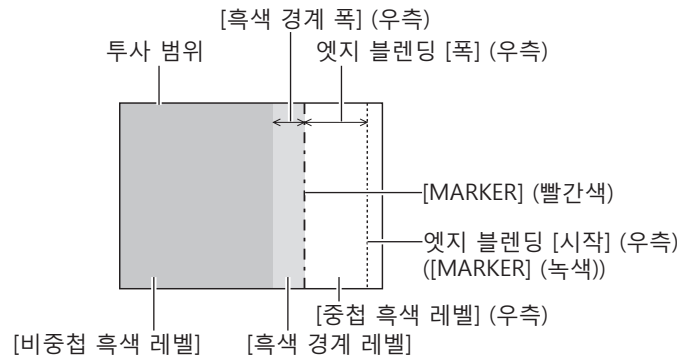 [흑색 경계 폭] (우측)
투사 범위
엣지 블렌딩 [폭] (우측)
[MARKER] (빨간색)
엣지 블렌딩 [시작] (우측)
([MARKER] (녹색))
[중첩 흑색 레벨] (우측)
[비중첩 흑색 레벨]
[흑색 경계 레벨]